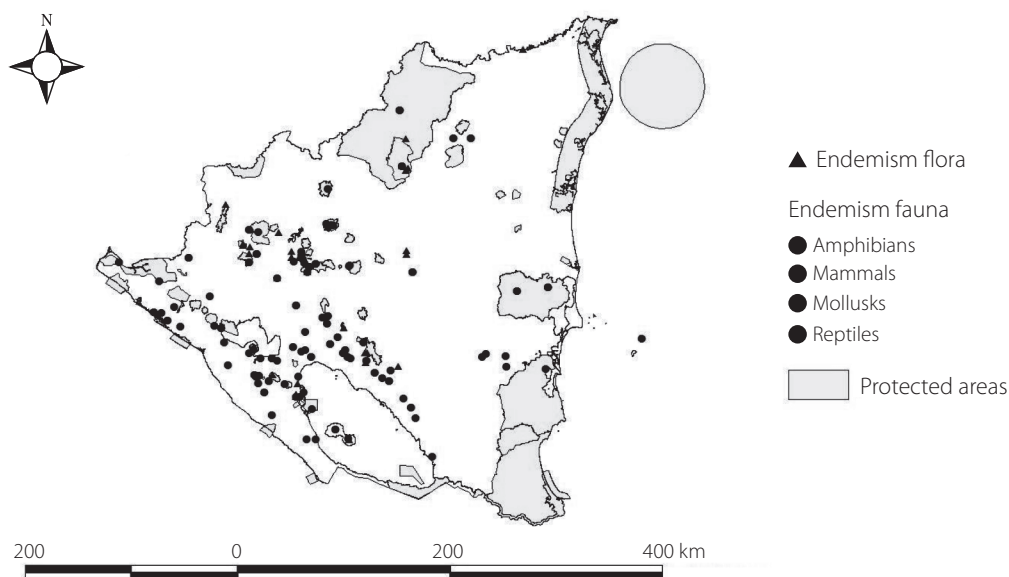 N
Endemism flora
Endemism fauna
Amphibians
Mammals
Mollusks
Reptiles
Protected areas
200 0 200 400 km